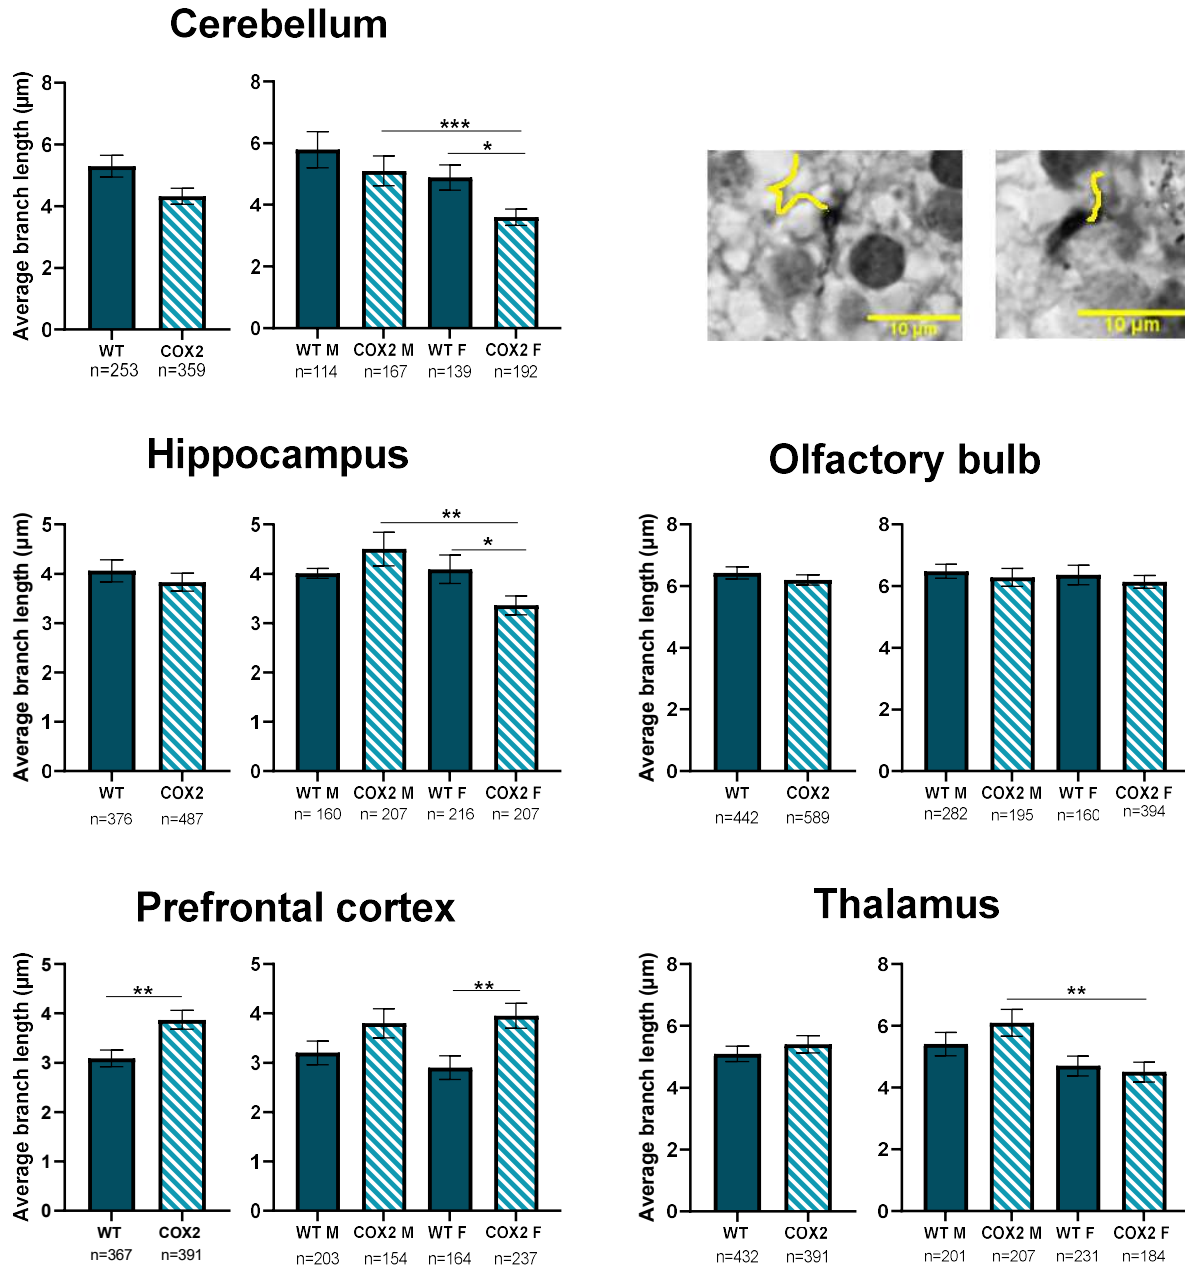 Cerebellum
Average branch length (μm)
8
6
4
2
0
WT COX2
n=253 n=359
8
6
4
2
0
***
*
WT M COX2 M WT F COX2 F
n=114 n=167 n=139 n=192
10 μm
10 μm
Hippocampus
Average branch length (μm)
5
4
3
2
1
0
WT COX2
n=376 n=487
5
4
3
2
1
0
**
*
WT M COX2 M WT F COX2 F
n= 160 n= 207 n= 216 n= 207
Olfactory bulb
Average branch length (μm)
8
6
4
2
0
WT COX2
n=442 n=589
8
6
4
2
0
WT M COX2 M WT F COX2 F
n=282 n=195 n=160 n=394
Prefrontal cortex
Average branch length (μm)
5
4
3
2
1
0
**
WT COX2
n=367 n=391
5
4
3
2
1
0
**
WT M COX2 M WT F COX2 F
n=203 n=154 n=164 n=237
Thalamus
Average branch length (μm)
8
6
4
2
0
WT COX2
n=432 n=391
8
6
4
2
0
**
WT M COX2 M WT F COX2 F
n=201 n=207 n=231 n=184